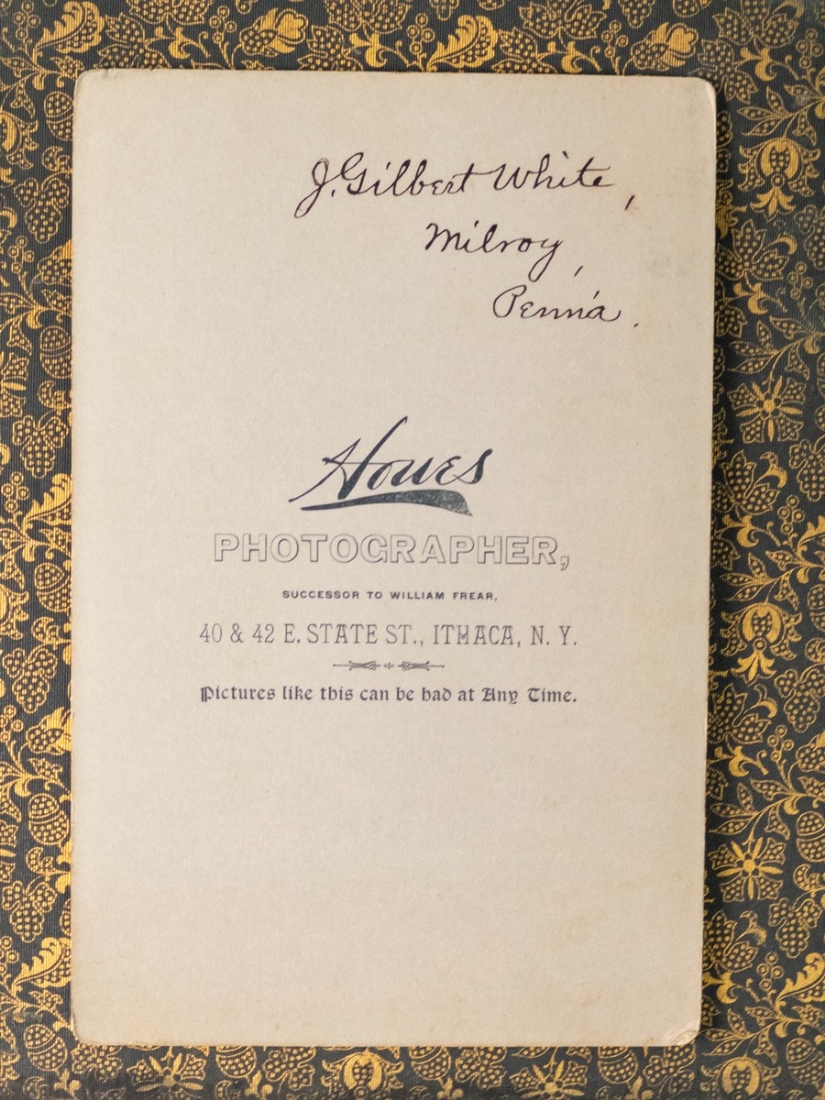 J. Gilbert White,
Milroy,
Penn'a.
Howes
PHOTOGRAPHER,
SUCCESSOR TO WILLIAM FREAR,
40 & 42 E. STATE ST., ITHACA, N. Y.
Pictures like this can be had at Any Time.